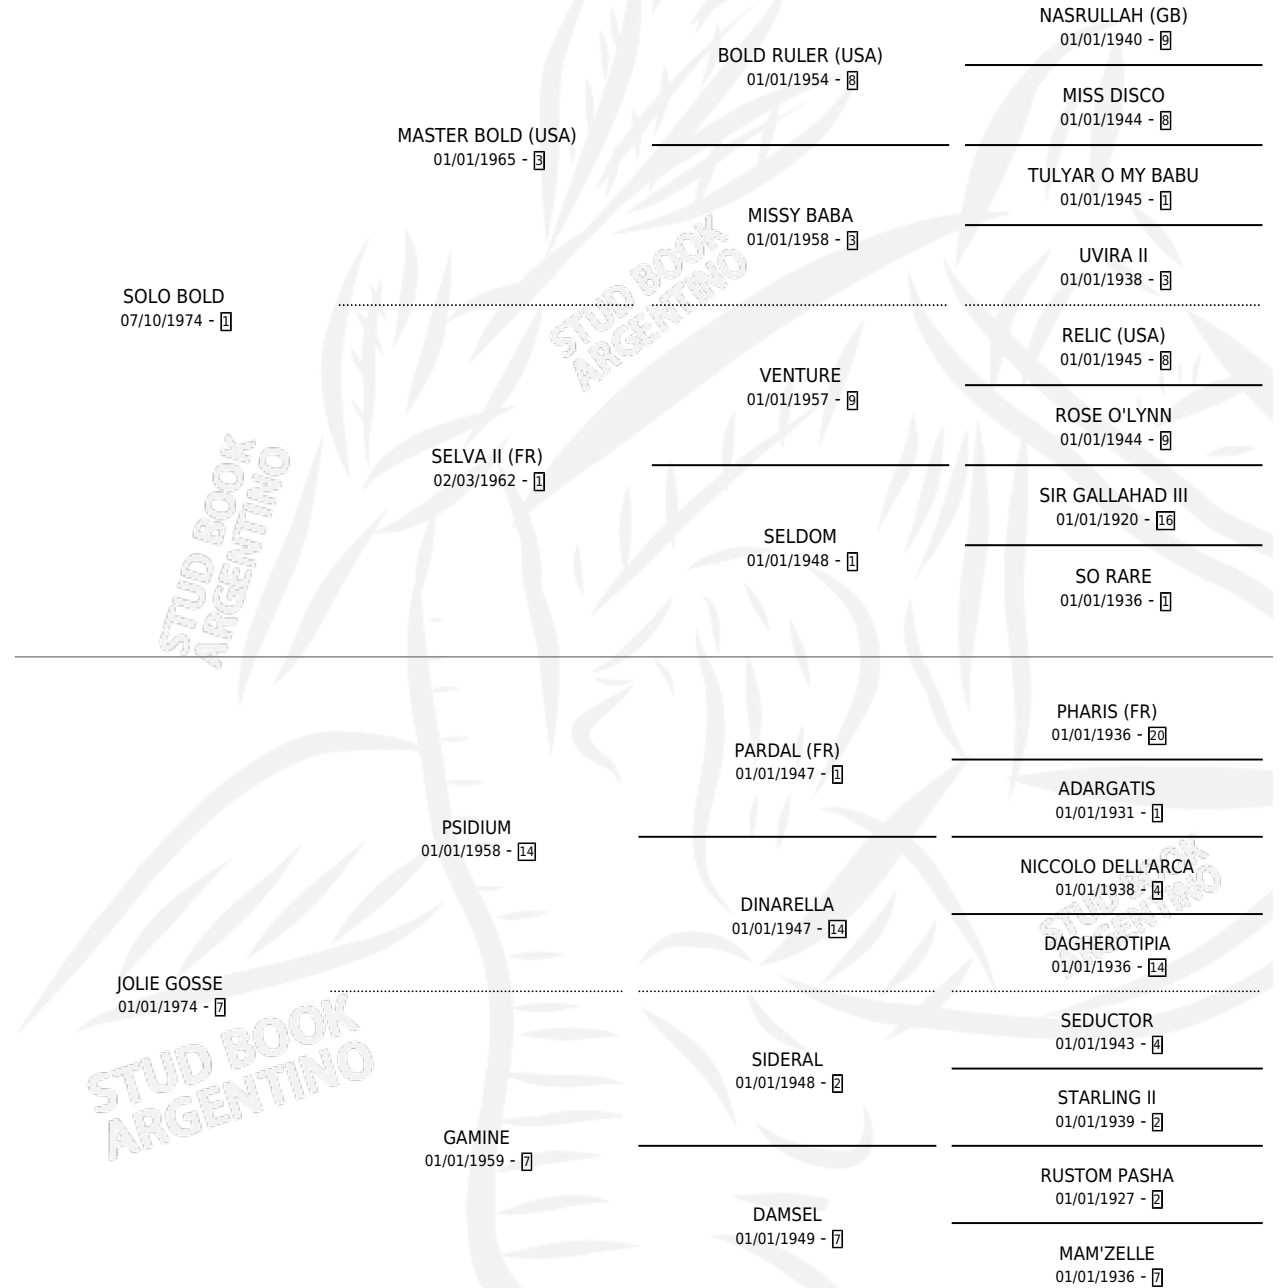 NASRULLAH (GB)
01/01/1940 - 9
BOLD RULER (USA)
01/01/1954 - 8
MISS DISCO
01/01/1944 - 8
MASTER BOLD (USA)
01/01/1965 - 3
TULYAR O MY BABU
01/01/1945 - 1
MISSY BABA
01/01/1958 - 3
UVIRA II
01/01/1938 - 3
SOLO BOLD
07/10/1974 - 1
RELIC (USA)
01/01/1945 - 8
VENTURE
01/01/1957 - 9
ROSE O'LYNN
01/01/1944 - 9
SELVA II (FR)
02/03/1962 - 1
SIR GALLAHAD III
01/01/1920 - 16
SELDOM
01/01/1948 - 1
SO RARE
01/01/1936 - 1
PHARIS (FR)
01/01/1936 - 20
PARDAL (FR)
01/01/1947 - 1
ADARGATIS
01/01/1931 - 1
PSIDIUM
01/01/1958 - 14
NICCOLO DELL'ARCA
01/01/1938 - 4
DINARELLA
01/01/1947 - 14
DAGHEROTIPIA
01/01/1936 - 14
JOLIE GOSSE
01/01/1974 - 7
SEDUCTOR
01/01/1943 - 4
SIDERAL
01/01/1948 - 2
STARLING II
01/01/1939 - 2
GAMINE
01/01/1959 - 7
RUSTOM PASHA
01/01/1927 - 2
DAMSEL
01/01/1949 - 7
MAM'ZELLE
01/01/1936 - 7
STUD BOOK
ARGENTINO
STUD BOOK
ARGENTINO
STUD BOOK
ARGENTINO
STUD BOOK
ARGENTINO